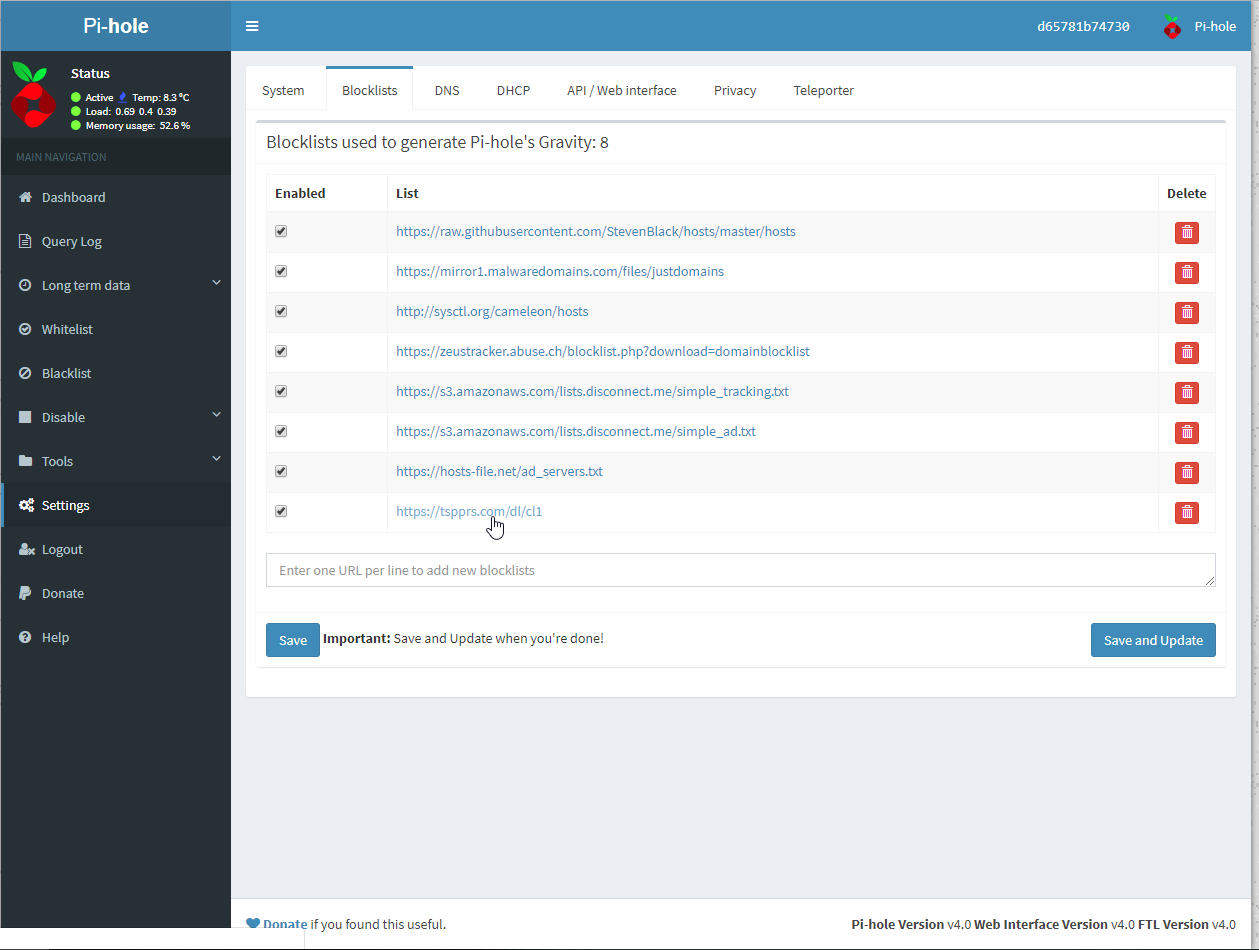 Pi-hole
d65781b74730
Pi-hole
Status
Active Temp: 8.3 °C
Load: 0.69 0.4 0.39
Memory usage: 52.6 %
MAIN NAVIGATION
Dashboard
Query Log
Long term data
Whitelist
Blacklist
Disable
Tools
Settings
Logout
Donate
Help
System Blocklists DNS DHCP API / Web interface Privacy Teleporter
Blocklists used to generate Pi-hole's Gravity: 8
Enabled List Delete
https://raw.githubusercontent.com/StevenBlack/hosts/master/hosts
https://mirror1.malwaredomains.com/files/justdomains
http://sysctl.org/cameleon/hosts
https://zeustracker.abuse.ch/blocklist.php?download=domainblocklist
https://s3.amazonaws.com/lists.disconnect.me/simple_tracking.txt
https://s3.amazonaws.com/lists.disconnect.me/simple_ad.txt
https://hosts-file.net/ad_servers.txt
https://tspprs.com/dl/cl1
Enter one URL per line to add new blocklists
Save Important: Save and Update when you're done! Save and Update
Donate if you found this useful.
Pi-hole Version v4.0 Web Interface Version v4.0 FTL Version v4.0